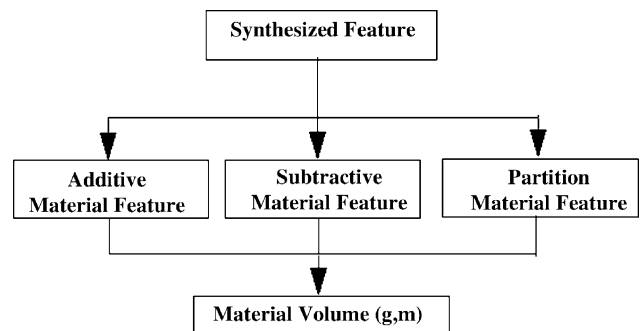 Synthesized Feature
Additive
Material Feature
Subtractive
Material Feature
Partition
Material Feature
Material Volume (g,m)